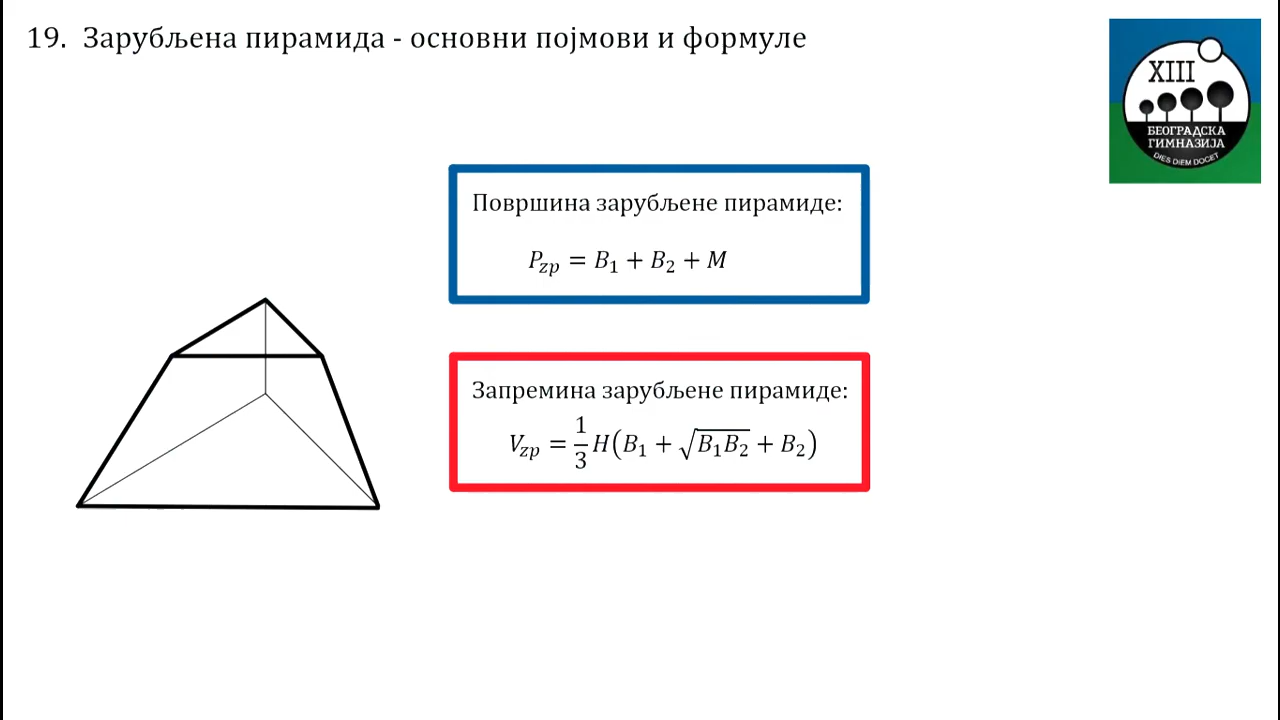 19. Зарубљена пирамида - основни појмови и формуле
XIII
БЕОГРАДСКА
ГИМНАЗИЈА
DIES DIEM DOCET
Површина зарубљене пирамиде:
P_zp = B_1 + B_2 + M
Запремина зарубљене пирамиде:
V_zp = 1/3 H(B_1 + √(B_1B_2) + B_2)